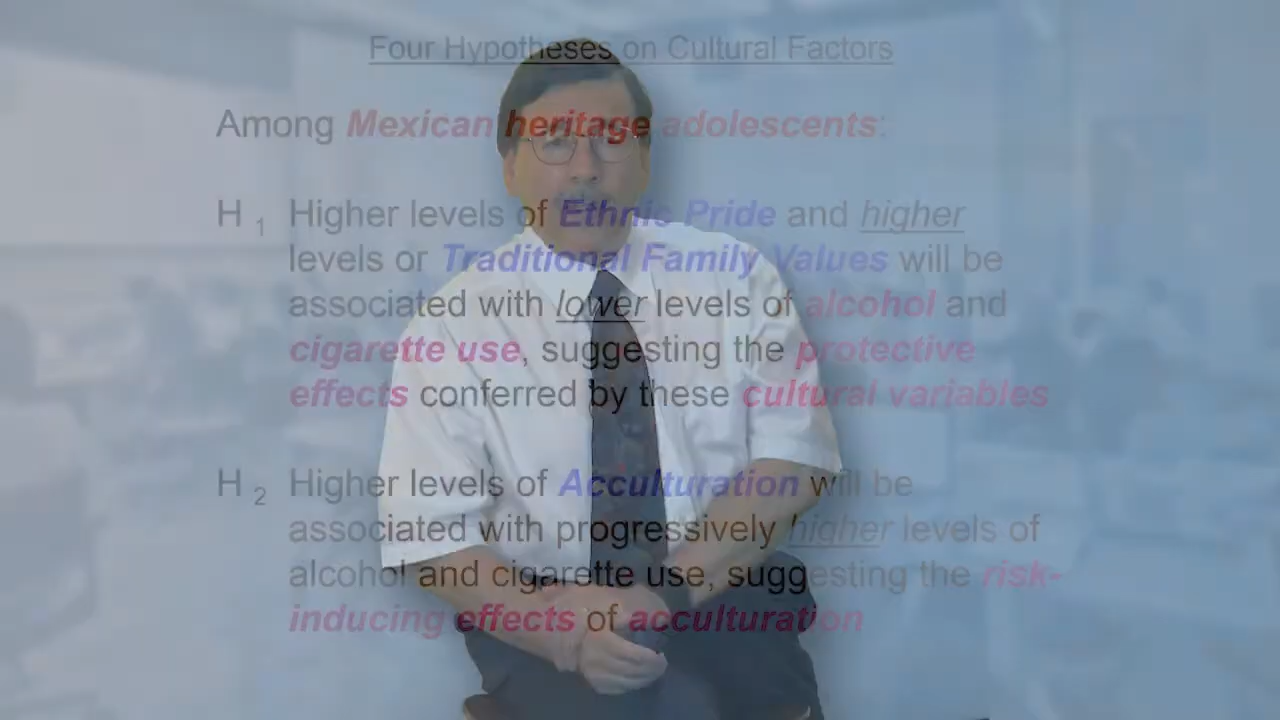 Four Hypotheses on Cultural Factors
Among Mexican heritage adolescents:
H 1 Higher levels of Ethnic Pride and higher
levels or Traditional Family Values will be
associated with lower levels of alcohol and
cigarette use, suggesting the protective
effects conferred by these cultural variables
H 2 Higher levels of Acculturation will be
associated with progressively higher levels of
alcohol and cigarette use, suggesting the risk-
inducing effects of acculturation